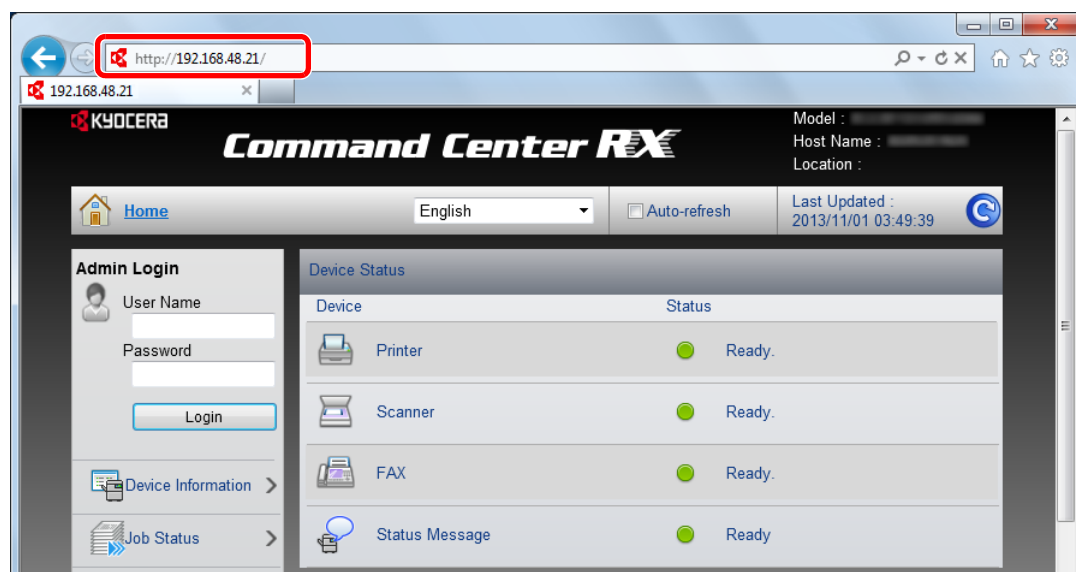 http://192.168.48.21/
192.168.48.21
KYOCERA
Command Center RX
Model :
Host Name :
Location :
Home
English
Auto-refresh
Last Updated :
2013/11/01 03:49:39
Admin Login
User Name
Password
Login
Device Information
Job Status
Device Status
Device Status
Printer Ready.
Scanner Ready.
FAX Ready.
Status Message Ready